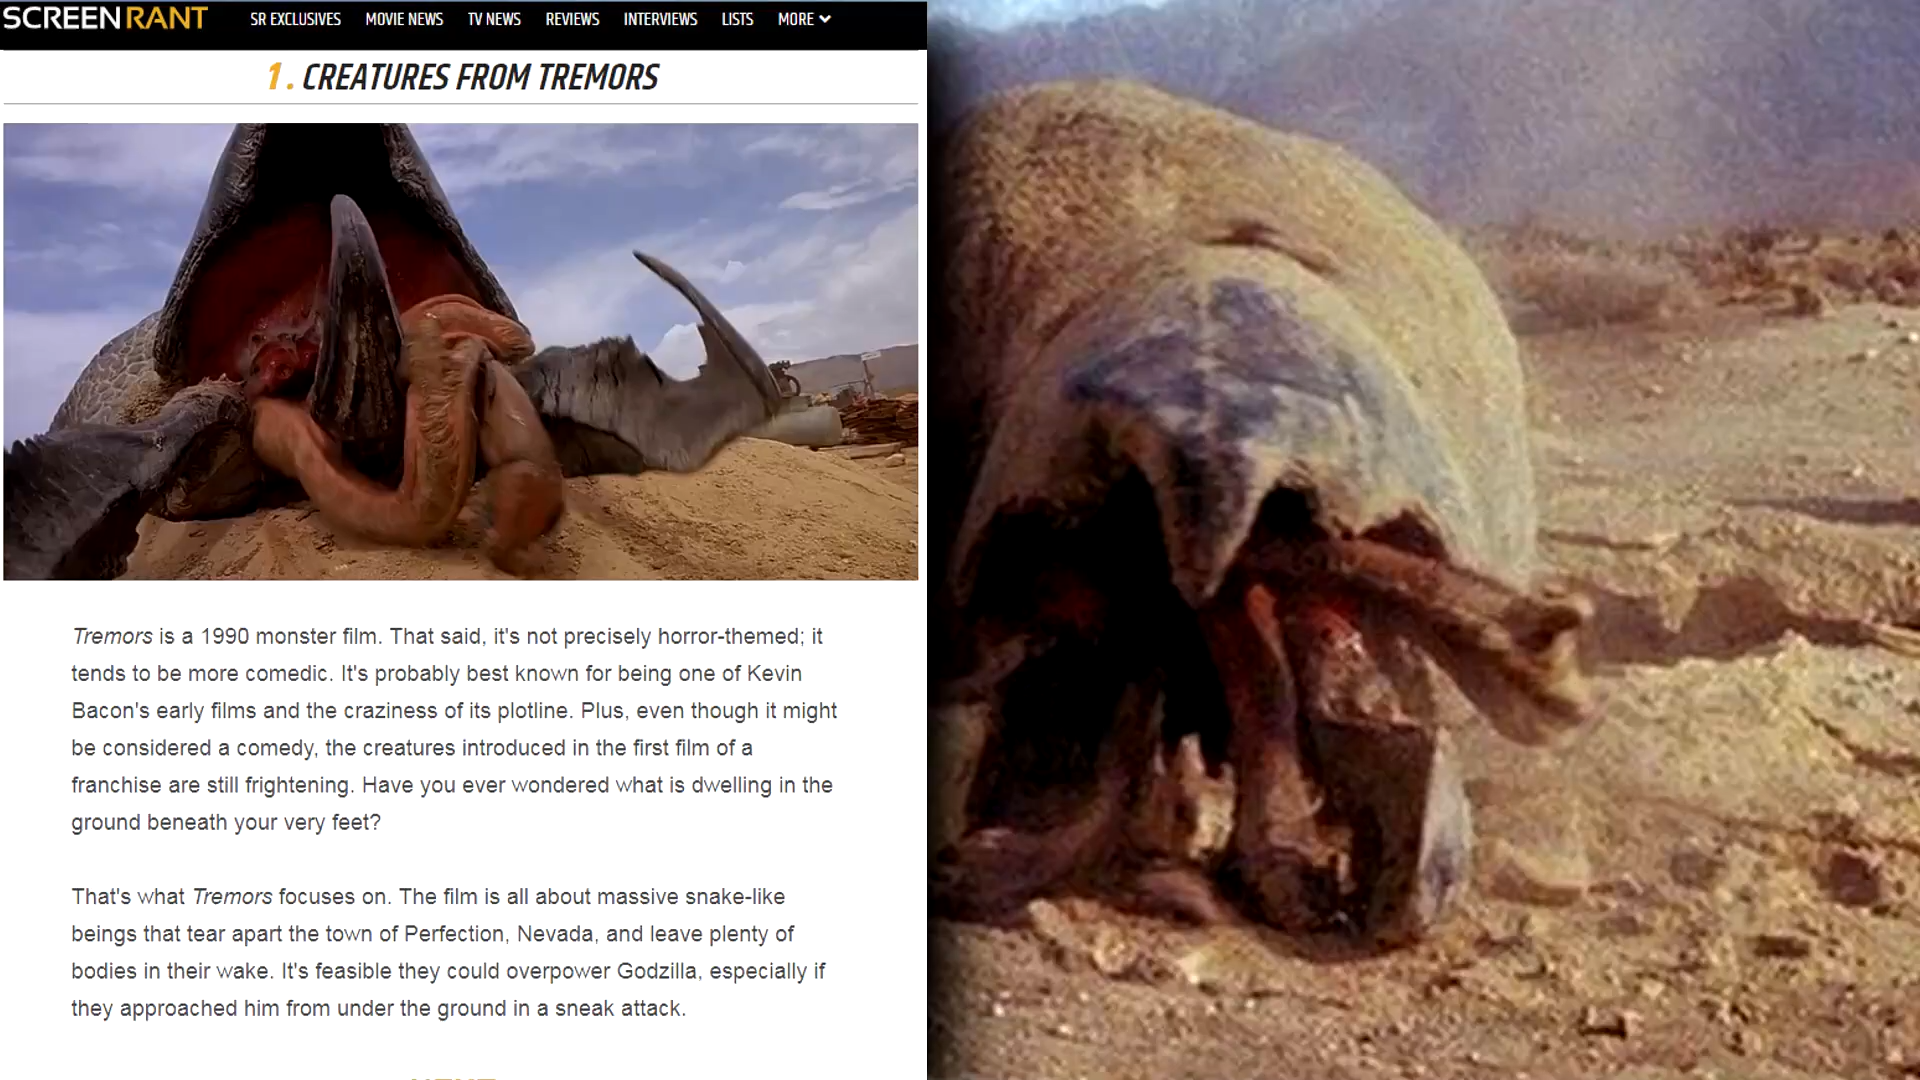 SCREENRANT SR EXCLUSIVES MOVIE NEWS TV NEWS REVIEWS INTERVIEWS LISTS MORE
1. CREATURES FROM TREMORS
Tremors is a 1990 monster film. That said, it's not precisely horror-themed; it
tends to be more comedic. It's probably best known for being one of Kevin
Bacon's early films and the craziness of its plotline. Plus, even though it might
be considered a comedy, the creatures introduced in the first film of a
franchise are still frightening. Have you ever wondered what is dwelling in the
ground beneath your very feet?
That's what Tremors focuses on. The film is all about massive snake-like
beings that tear apart the town of Perfection, Nevada, and leave plenty of
bodies in their wake. It's feasible they could overpower Godzilla, especially if
they approached him from under the ground in a sneak attack.